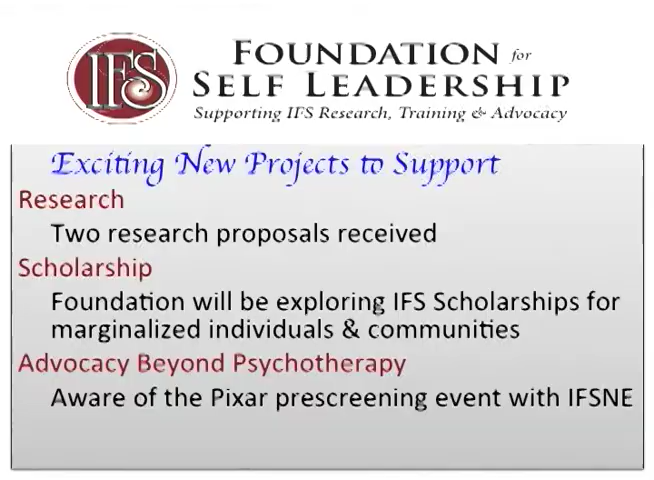 IFS
FOUNDATION for
SELF LEADERSHIP
Supporting IFS Research, Training & Advocacy
Exciting New Projects to Support
Research
Two research proposals received
Scholarship
Foundation will be exploring IFS Scholarships for
marginalized individuals & communities
Advocacy Beyond Psychotherapy
Aware of the Pixar prescreening event with IFSNE